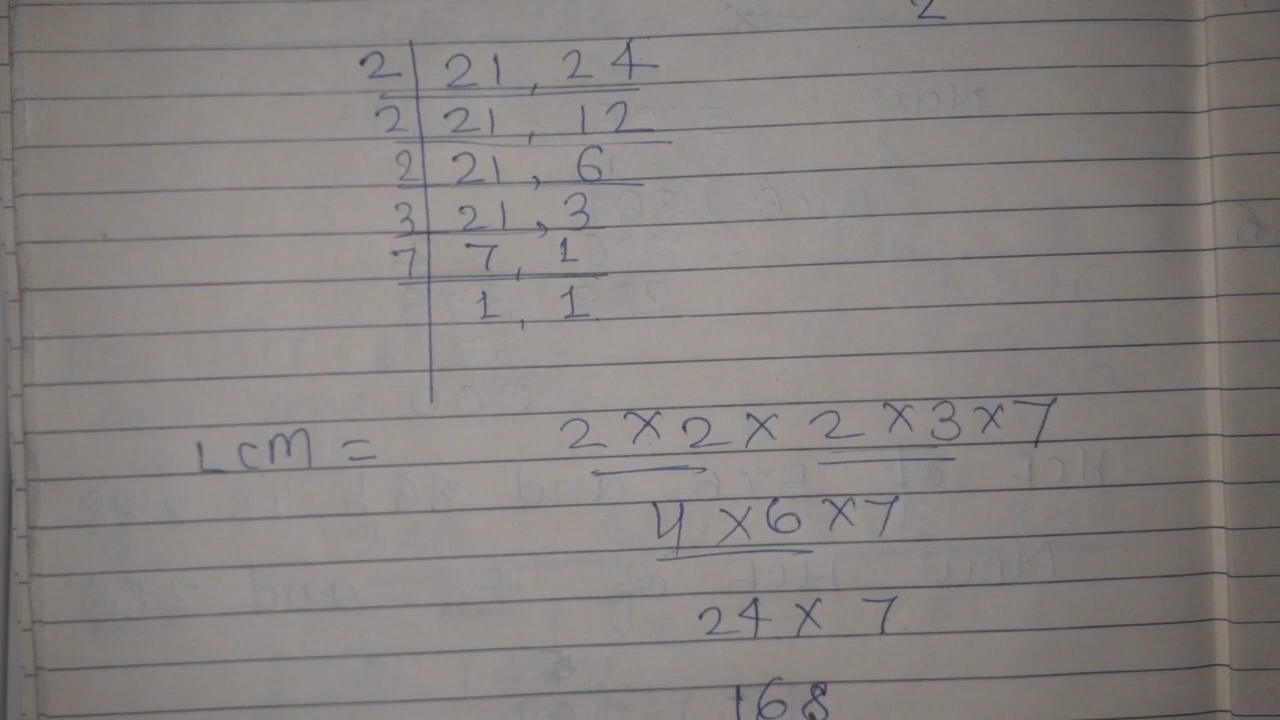 2
2 | 21, 24
2 | 21, 12
2 | 21, 6
3 | 21, 3
7 | 7, 1
1, 1
LCM = 2 × 2 × 2 × 3 × 7
4 × 6 × 7
24 × 7
168